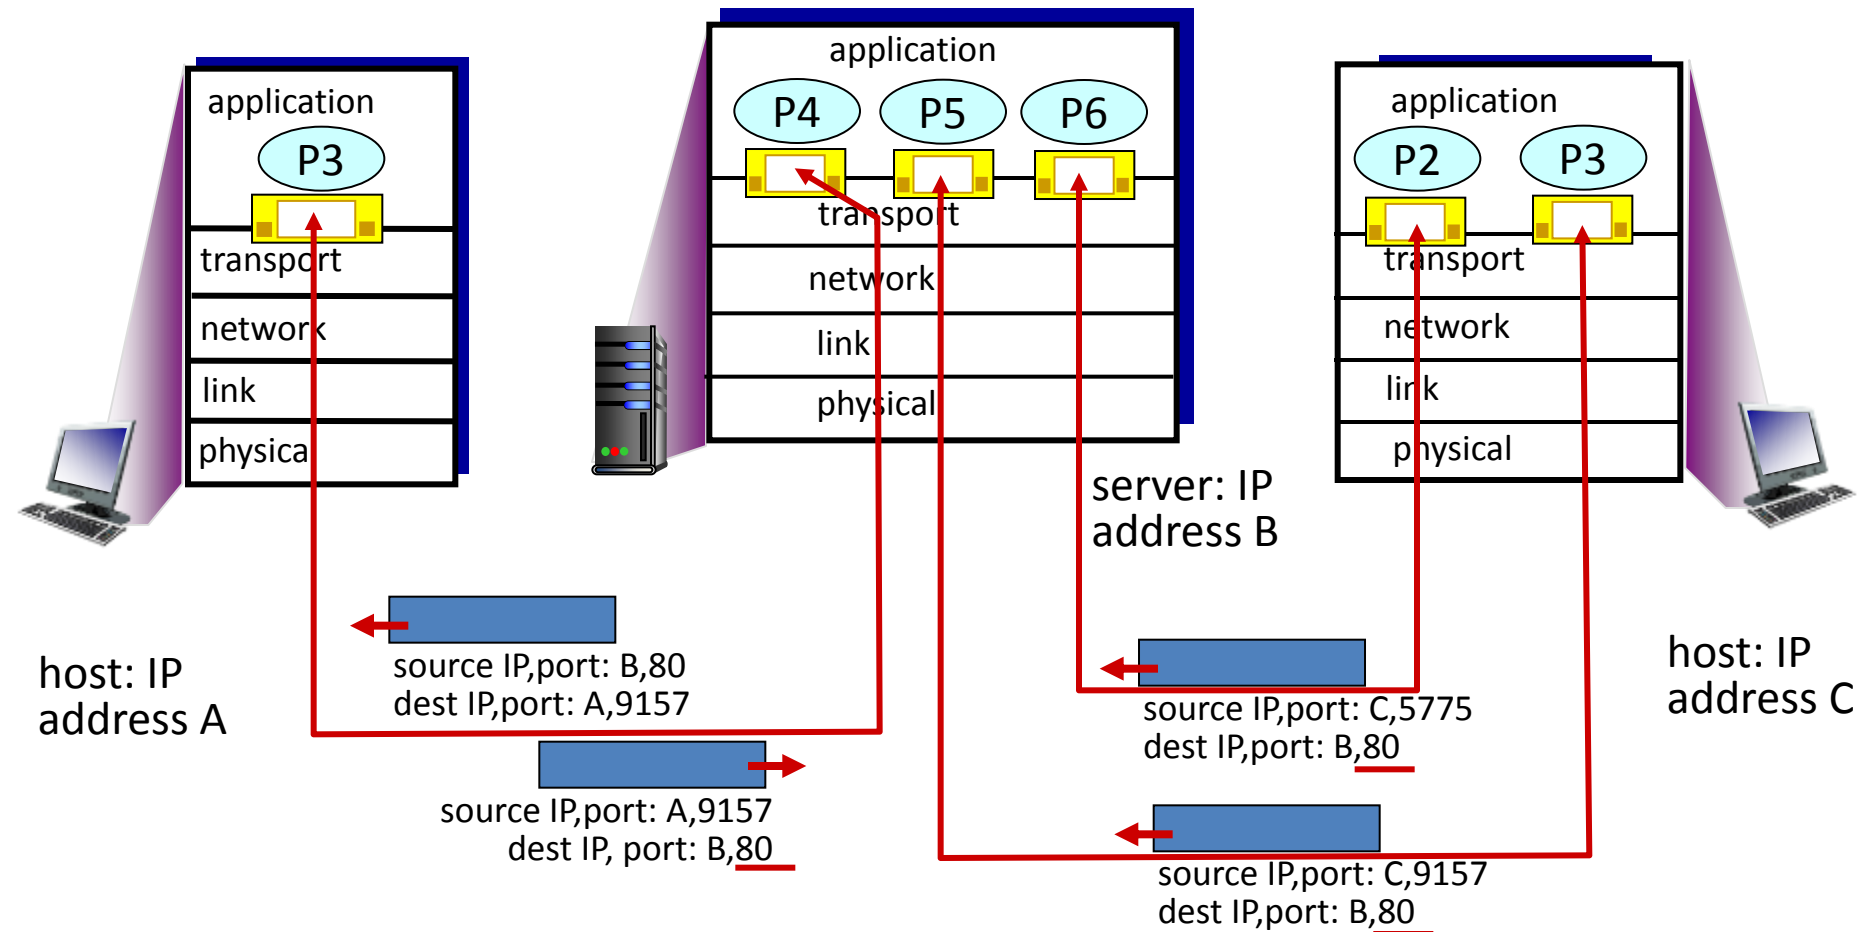 application
P3
transport
network
link
physical
host: IP
address A
application
P4
P5
P6
transport
network
link
physical
server: IP
address B
application
P2
P3
transport
network
link
physical
host: IP
address C
source IP,port: B,80
dest IP,port: A,9157
source IP,port: A,9157
dest IP, port: B,80
source IP,port: C,5775
dest IP,port: B,80
source IP,port: C,9157
dest IP,port: B,80